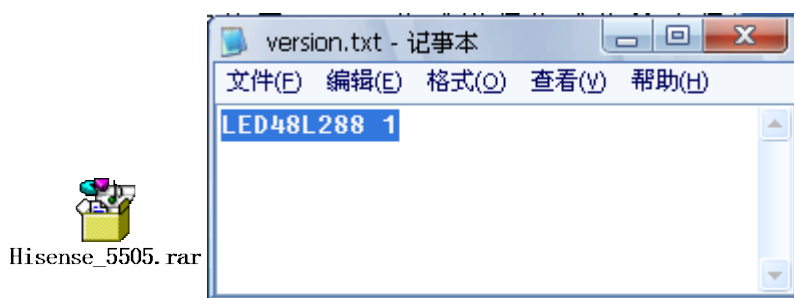 version.txt - 记事本
文件(F) 编辑(E) 格式(O) 查看(V) 帮助(H)
LED48L288 1
Hisense_5505.rar